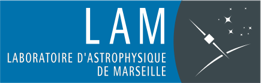 LAM
LABORATOIRE D'ASTROPHYSIQUE
DE MARSEILLE